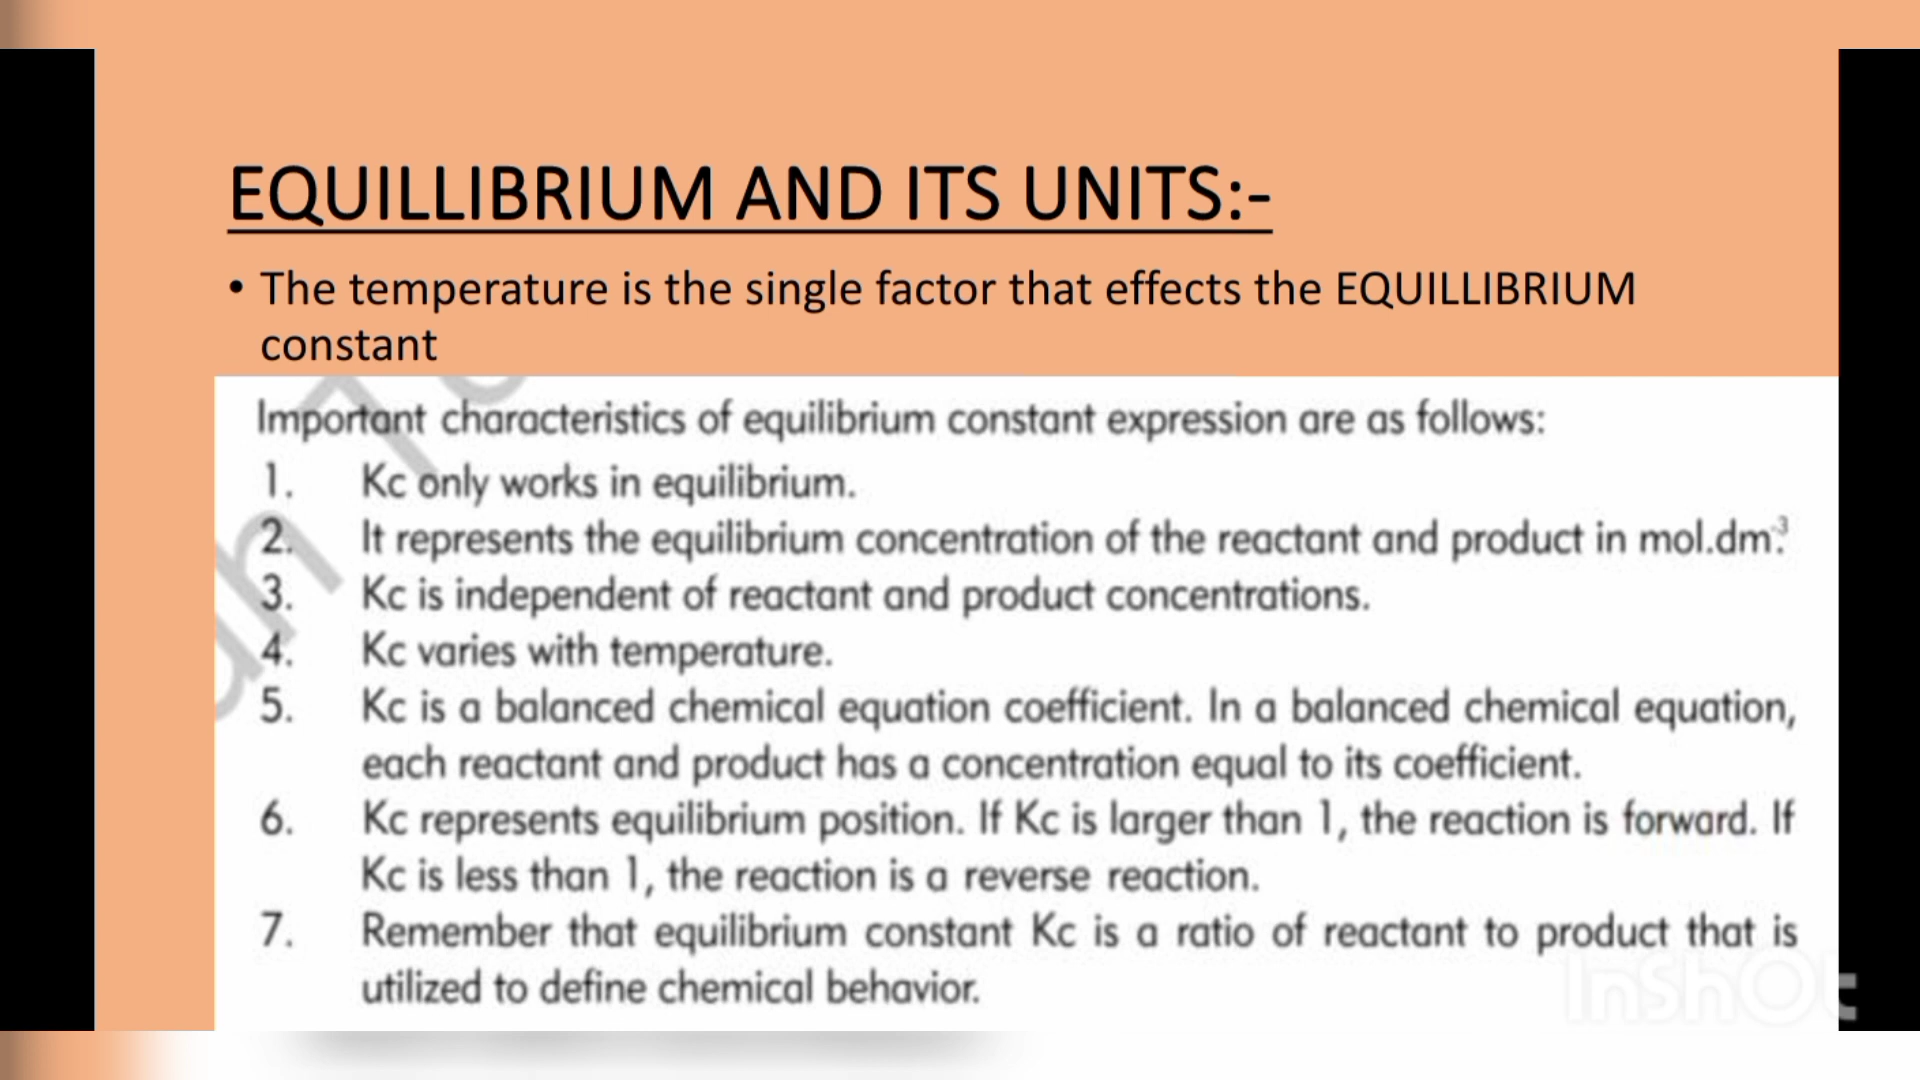 EQUILLIBRIUM AND ITS UNITS:-
• The temperature is the single factor that effects the EQUILLIBRIUM
constant
Important characteristics of equilibrium constant expression are as follows:
1. Kc only works in equilibrium.
2. It represents the equilibrium concentration of the reactant and product in mol.dm⁻³.
3. Kc is independent of reactant and product concentrations.
4. Kc varies with temperature.
5. Kc is a balanced chemical equation coefficient. In a balanced chemical equation,
each reactant and product has a concentration equal to its coefficient.
6. Kc represents equilibrium position. If Kc is larger than 1, the reaction is forward. If
Kc is less than 1, the reaction is a reverse reaction.
7. Remember that equilibrium constant Kc is a ratio of reactant to product that is
utilized to define chemical behavior.
InShOt